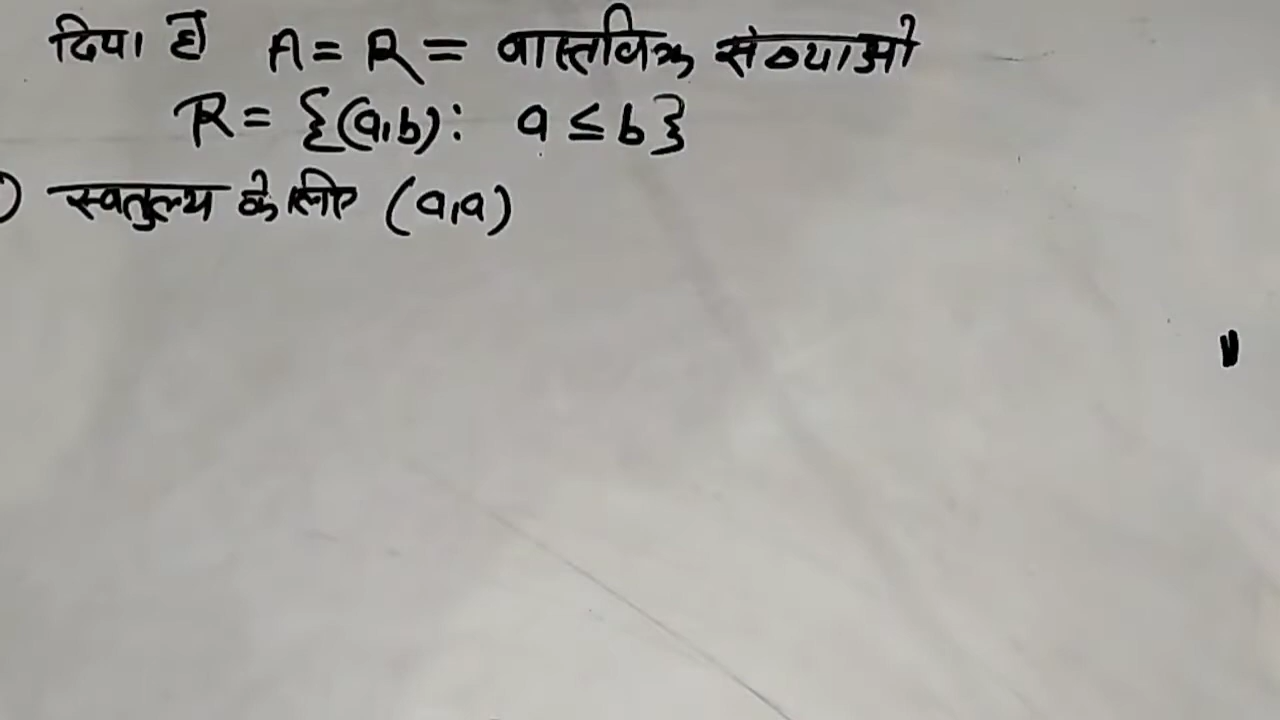 दिया है A = R = वास्तविक संख्याओ
R = {(a,b): a ≤ b}
) स्वतुल्य के लिए (a,a)